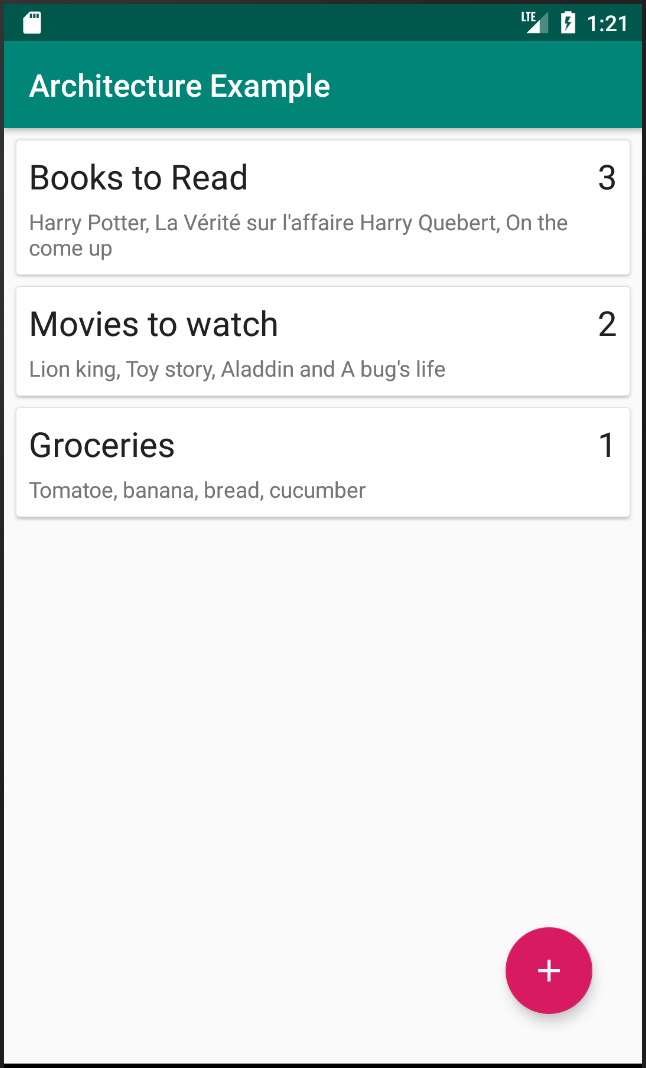 LTE 1:21
Architecture Example
Books to Read 3
Harry Potter, La Vérité sur l'affaire Harry Quebert, On the
come up
Movies to watch 2
Lion king, Toy story, Aladdin and A bug's life
Groceries 1
Tomatoe, banana, bread, cucumber
+